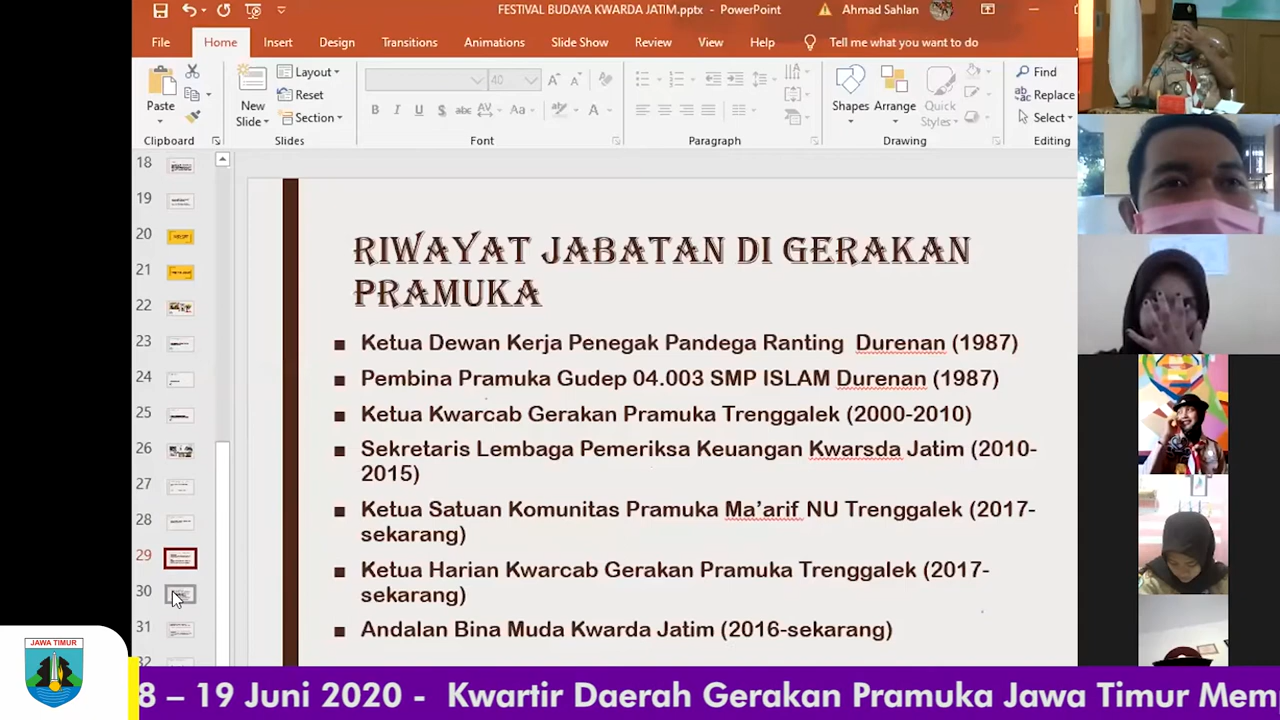 FESTIVAL BUDAYA KWARDA JATIM.pptx - PowerPoint
Ahmad Sahlan
File Home Insert Design Transitions Animations Slide Show Review View Help Tell me what you want to do
Paste
New
Slide
Layout
Reset
Section
40
B I U S abc AV Aa A
Shapes
Arrange
Quick
Styles
Find
Replace
Select
Clipboard Slides Font Paragraph Drawing Editing
18
19
20
21
22
23
24
25
26
27
28
29
30
31
32
RIWAYAT JABATAN DI GERAKAN
PRAMUKA
Ketua Dewan Kerja Penegak Pandega Ranting Durenan (1987)
Pembina Pramuka Gudep 04.003 SMP ISLAM Durenan (1987)
Ketua Kwarcab Gerakan Pramuka Trenggalek (2000-2010)
Sekretaris Lembaga Pemeriksa Keuangan Kwarsda Jatim (2010-
2015)
Ketua Satuan Komunitas Pramuka Ma’arif NU Trenggalek (2017-
sekarang)
Ketua Harian Kwarcab Gerakan Pramuka Trenggalek (2017-
sekarang)
Andalan Bina Muda Kwarda Jatim (2016-sekarang)
JAWA TIMUR
8 – 19 Juni 2020 - Kwartir Daerah Gerakan Pramuka Jawa Timur Mem